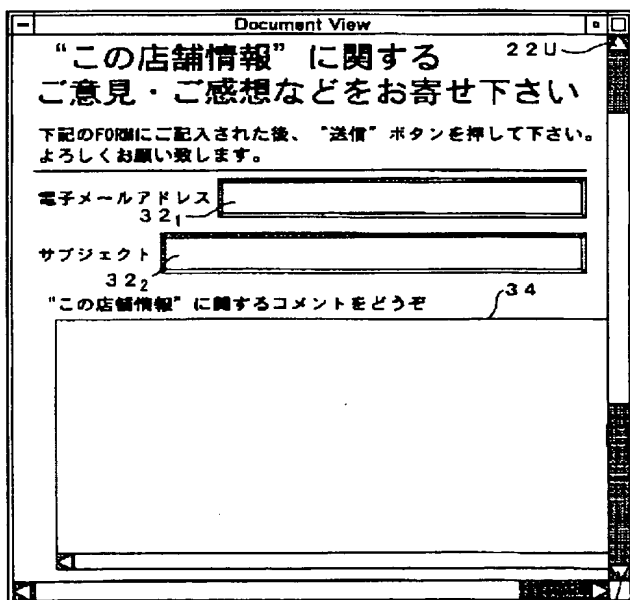 Document View
22U
“この店舗情報” に関する
ご意見・ご感想などをお寄せ下さい
下記のFORMにご記入された後、“送信” ボタンを押して下さい。
よろしくお願い致します。
電子メールアドレス
32₁
サブジェクト
32₂
"この店舗情報" に関するコメントをどうぞ
34